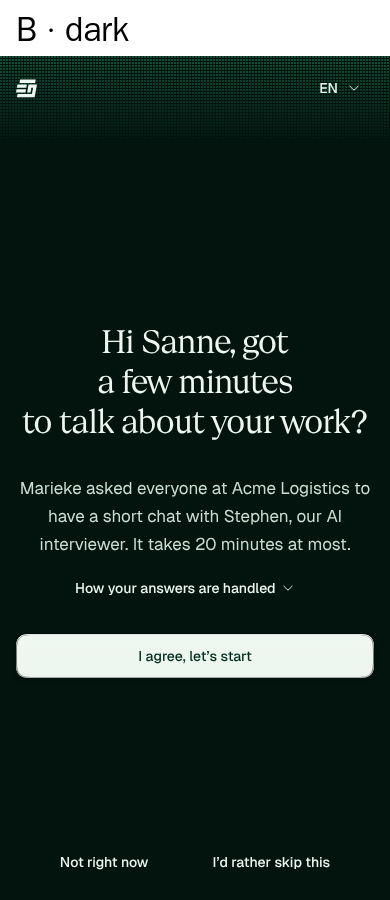 B · dark
EN
Hi Sanne, got
a few minutes
to talk about your work?
Marieke asked everyone at Acme Logistics to
have a short chat with Stephen, our AI
interviewer. It takes 20 minutes at most.
How your answers are handled
I agree, let’s start
Not right now
I’d rather skip this